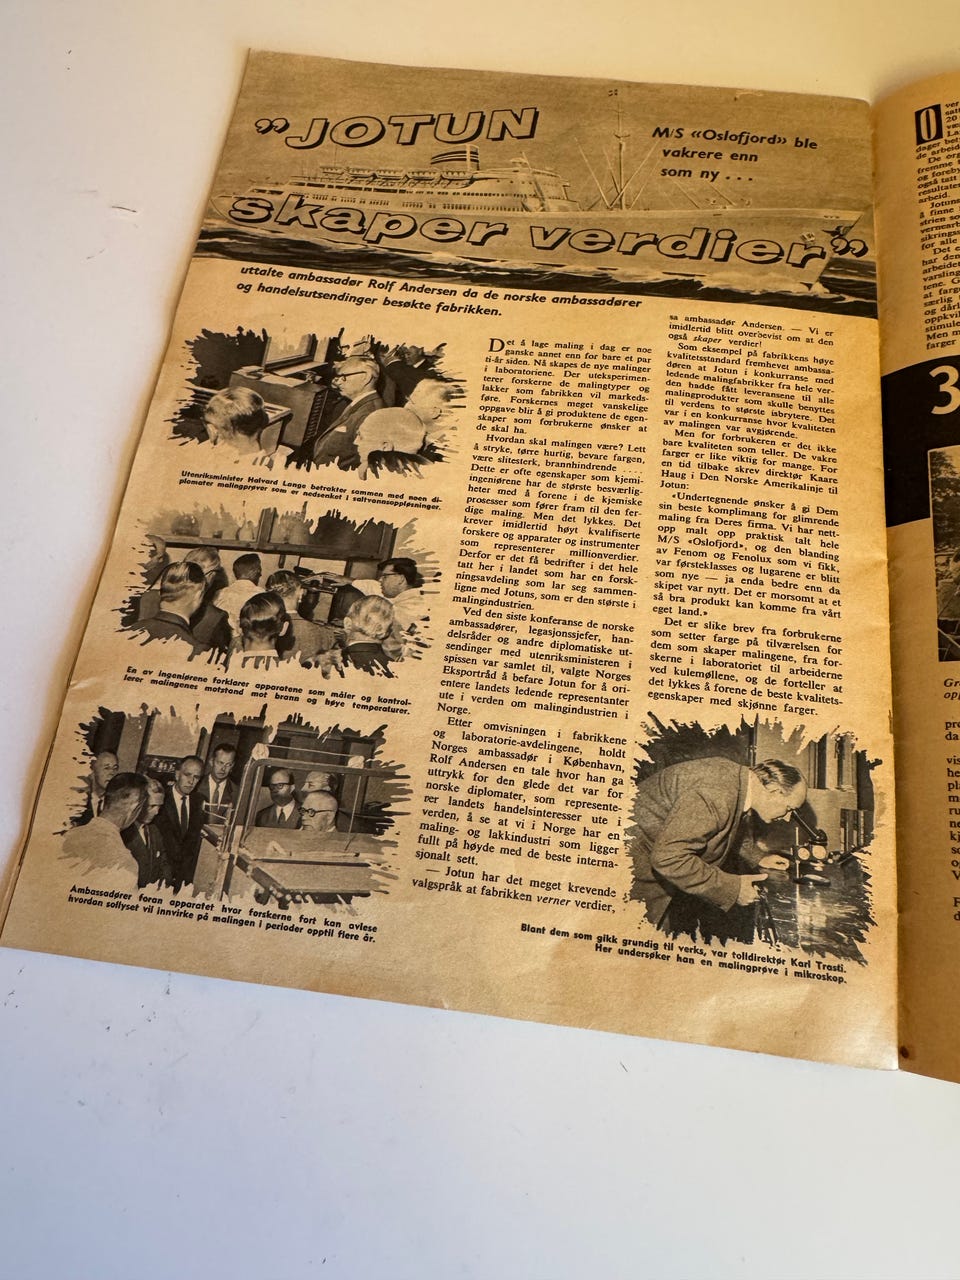 "JOTUN
M/S «Oslofjord» ble
vakrere enn
som ny . . .
skaper verdier"
uttalte ambassadør Rolf Andersen da de norske ambassadører
og handelsutsendinger besøkte fabrikken.
Utenriksminister Halvard Lange betrakter sammen med noen di-
plomater malingprøver som er nedsenket i saltvannsoppløsninger.
En av ingeniørene forklarer apparatene som måler og kontrol-
lerer malingenes motstand mot brann og høye temperaturer.
Ambassadører foran apparatet hvor forskerne fort kan avlese
hvordan sollyset vil innvirke på malingen i perioder opptil flere år.
Det å lage maling i dag er noe
ganske annet enn for bare et par
ti-år siden. Nå skapes de nye malinger
i laboratoriene. Der uteksperimen-
terer forskerne de malingtyper og
lakker som fabrikken vil markeds-
føre. Forskernes meget vanskelige
oppgave blir å gi produktene de egen-
skaper som forbrukerne ønsker at
de skal ha.
Hvordan skal malingen være? Lett
å stryke, tørre hurtig, bevare fargen,
være slitesterk, brannhindrende . . . .
Dette er ofte egenskaper som kjemi-
ingeniørene har de største besværlig-
heter med å forene i de kjemiske
prosesser som fører fram til den fer-
dige maling. Men det lykkes. Det
krever imidlertid høyt kvalifiserte
forskere og apparater og instrumenter
som representerer millionverdier.
Derfor er det få bedrifter i det hele
tatt her i landet som har en forsk-
ningsavdeling som lar seg sammen-
ligne med Jotuns, som er den største i
malingindustrien.
Ved den siste konferanse de norske
ambassadører, legasjonssjefer, han-
delsråder og andre diplomatiske ut-
sendinger med utenriksministeren i
spissen var samlet til, valgte Norges
Eksportråd å befare Jotun for å ori-
entere landets ledende representanter
ute i verden om malingindustrien i
Norge.
Etter omvisningen i fabrikkene
og laboratorie-avdelingene, holdt
Norges ambassadør i København,
Rolf Andersen en tale hvor han ga
uttrykk for den glede det var for
norske diplomater, som represente-
rer landets handelsinteresser ute i
verden, å se at vi i Norge har en
maling- og lakkindustri som ligger
fullt på høyde med de beste interna-
sjonalt sett.
— Jotun har det meget krevende
valgspråk at fabrikken verner verdier,
sa ambassadør Andersen. — Vi er
imidlertid blitt overbevist om at den
også skaper verdier!
Som eksempel på fabrikkens høye
kvalitetsstandard fremhevet ambassa-
døren at Jotun i konkurranse med
ledende malingfabrikker fra hele ver-
den hadde fått leveransene til alle
malingprodukter som skulle benyttes
til verdens to største isbrytere. Det
var i en konkurranse hvor kvaliteten
av malingen var avgjørende.
Men for forbrukeren er det ikke
bare kvaliteten som teller. De vakre
farger er like viktig for mange. For
en tid tilbake skrev direktør Kaare
Haug i Den Norske Amerikalinje til
Jotun:
«Undertegnende ønsker å gi Dem
sin beste komplimang for glimrende
maling fra Deres firma. Vi har nett-
opp malt opp praktisk talt hele
M/S «Oslofjord», og den blanding
av Fenom og Fenolux som vi fikk,
var førsteklasses og lugarene er blitt
som nye — ja enda bedre enn da
skipet var nytt. Det er morsomt at et
så bra produkt kan komme fra vårt
eget land.»
Det er slike brev fra forbrukerne
som setter farge på tilværelsen for
dem som skaper malingene, fra for-
skerne i laboratoriet til arbeiderne
ved kulemøllene, og de forteller at
det lykkes å forene de beste kvalitets-
egenskaper med skjønne farger.
Blant dem som gikk grundig til verks, var tolldirektør Karl Trasti.
Her undersøker han en malingprøve i mikroskop.
3